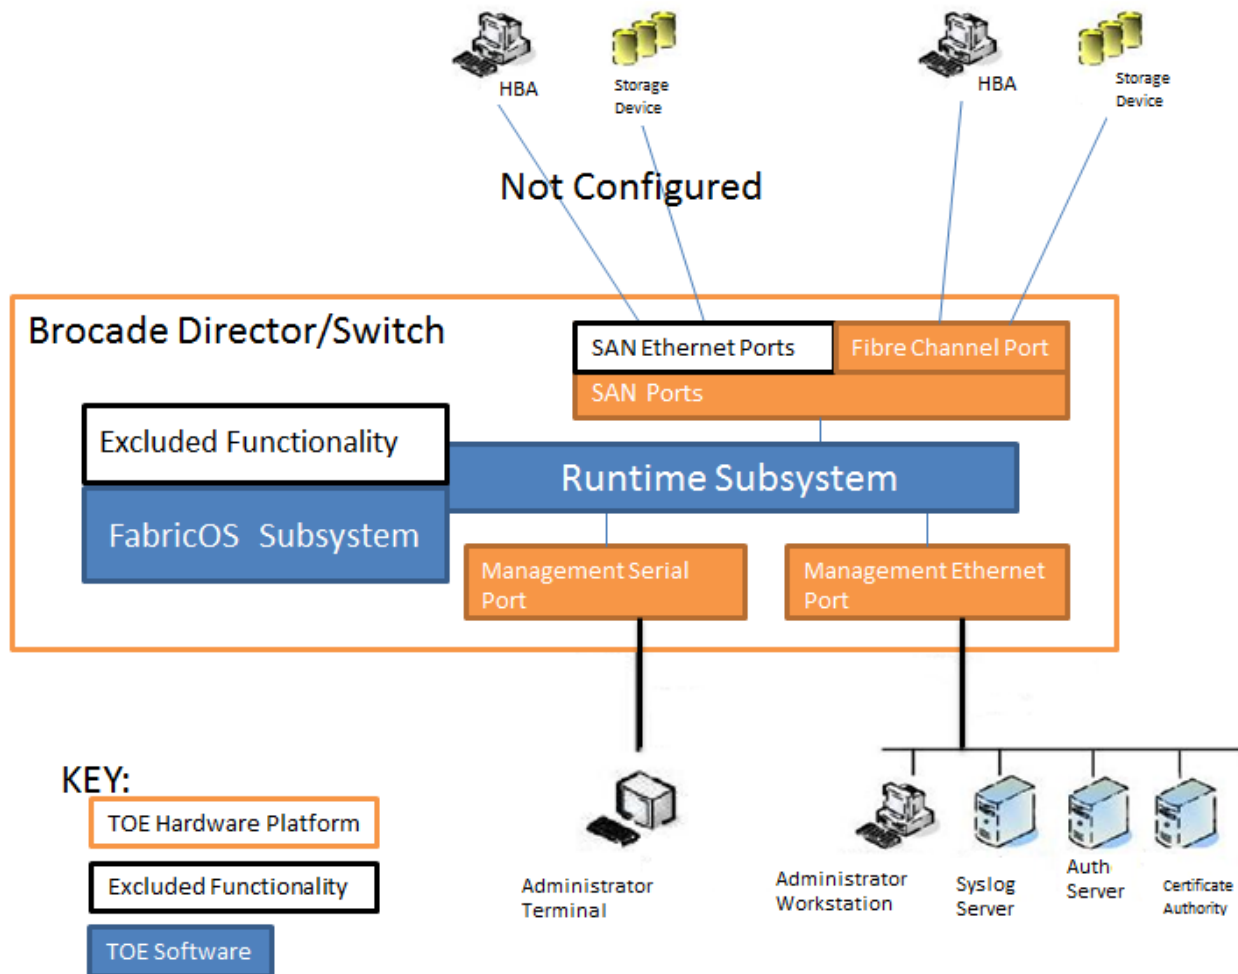 HBA
Storage
Device
HBA
Storage
Device
Not Configured
Brocade Director/Switch
SAN Ethernet Ports
Fibre Channel Port
SAN Ports
Excluded Functionality
Runtime Subsystem
FabricOS Subsystem
Management Serial
Port
Management Ethernet
Port
KEY:
TOE Hardware Platform
Excluded Functionality
TOE Software
Administrator
Terminal
Administrator
Workstation
Syslog
Server
Auth
Server
Certificate
Authority